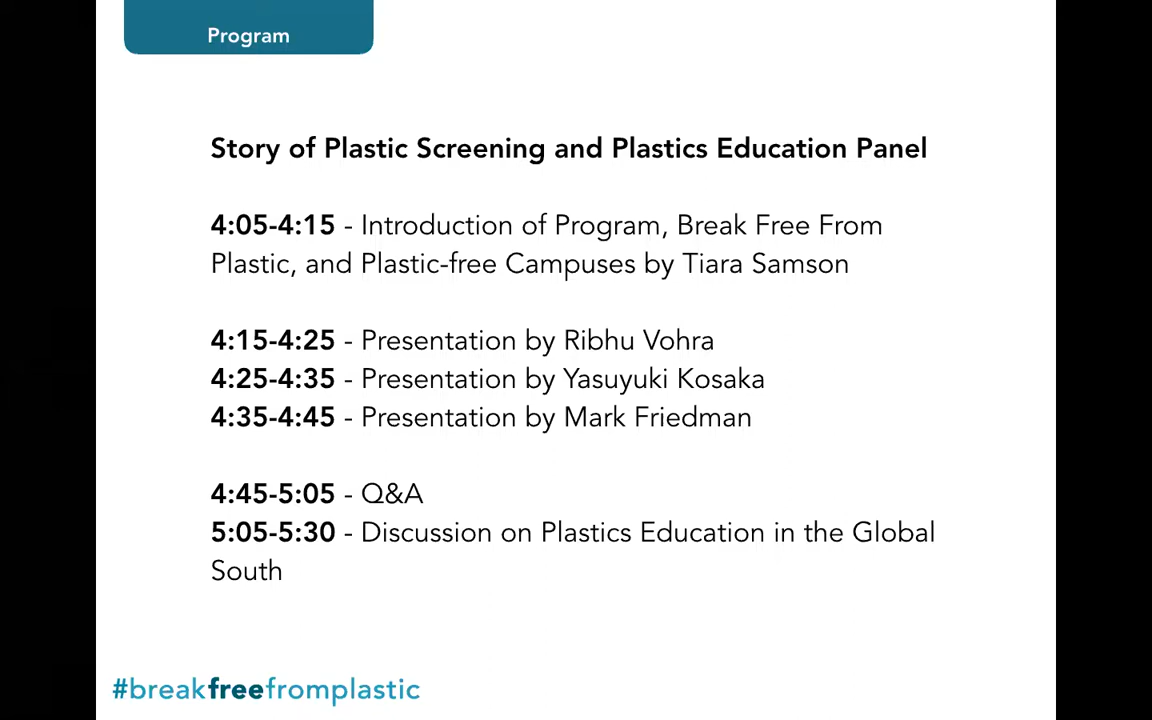 Program
Story of Plastic Screening and Plastics Education Panel
4:05-4:15 - Introduction of Program, Break Free From
Plastic, and Plastic-free Campuses by Tiara Samson
4:15-4:25 - Presentation by Ribhu Vohra
4:25-4:35 - Presentation by Yasuyuki Kosaka
4:35-4:45 - Presentation by Mark Friedman
4:45-5:05 - Q&A
5:05-5:30 - Discussion on Plastics Education in the Global
South
#breakfreefromplastic